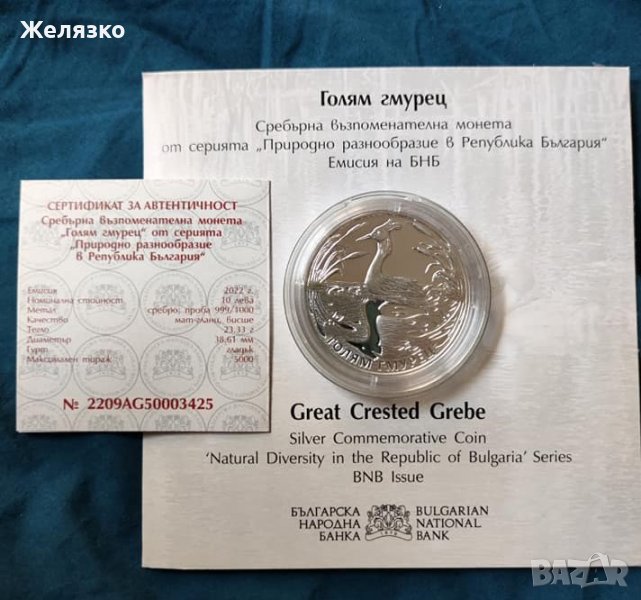 Желязко
Голям гмурец
Сребърна възпоменателна монета
от серията „Природно разнообразие в Република България“
Емисия на БНБ
СЕРТИФИКАТ ЗА АВТЕНТИЧНОСТ
Сребърна възпоменателна монета
„Голям гмурец“ от серията
„Природно разнообразие
в Република България“
Емисия 2022 г.
Номинална стойност 10 лева
Метал сребро, проба 999/1000
Качество мат-гланц, висше
Тегло 23.33 г
Диаметър 38.61 мм
Гурт гладък
Максимален тираж 5000
№ 2209AG50003425
ГОЛЯМ ГМУРЕЦ
Great Crested Grebe
Silver Commemorative Coin
‘Natural Diversity in the Republic of Bulgaria’ Series
BNB Issue
БЪЛГАРСКА
НАРОДНА
БАНКА
BULGARIAN
NATIONAL
BANK
bazar.bg